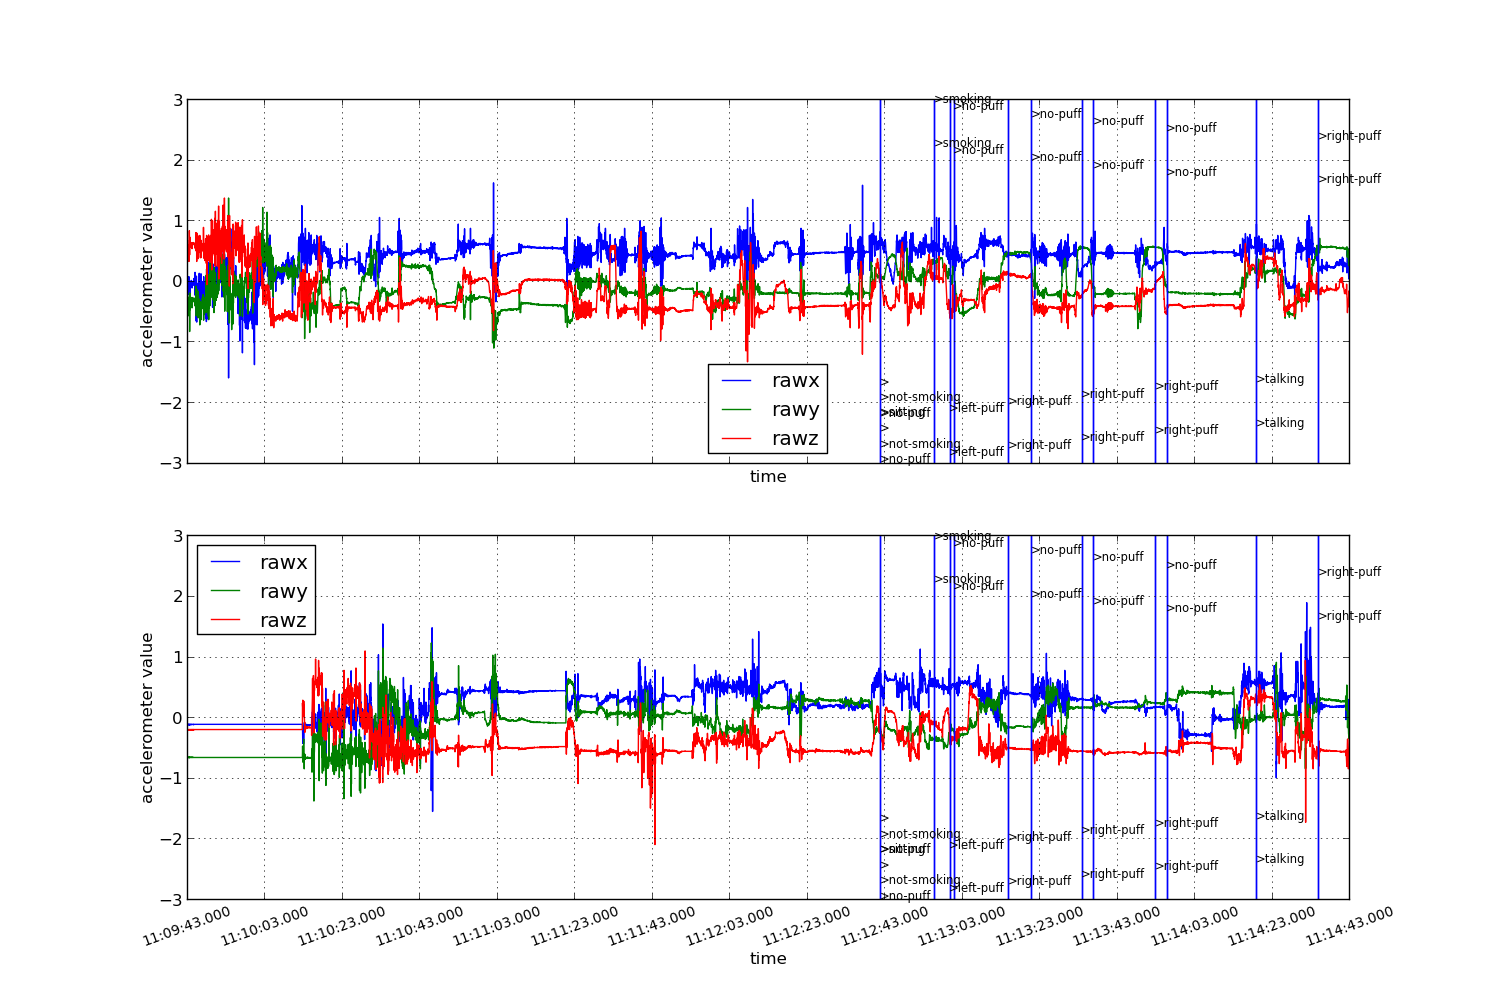 3
2
1
0
−1
−2
−3
accelerometer value
>smoking
>no-puff
>no-puff
>no-puff
>no-puff
>right-puff
>smoking
>no-puff
>no-puff
>no-puff
>no-puff
>right-puff
rawx
rawy
rawz
>
>not-smoking
>sitting
>no-puff
>
>not-smoking
>no-puff
>left-puff
>left-puff
>right-puff
>right-puff
>right-puff
>right-puff
>right-puff
>right-puff
>talking
>talking
time
3
2
1
0
−1
−2
−3
accelerometer value
rawx
rawy
rawz
>smoking
>no-puff
>no-puff
>no-puff
>no-puff
>right-puff
>smoking
>no-puff
>no-puff
>no-puff
>no-puff
>right-puff
>
>not-smoking
>sitting
>no-puff
>
>not-smoking
>no-puff
>left-puff
>left-puff
>right-puff
>right-puff
>right-puff
>right-puff
>right-puff
>right-puff
>talking
>talking
11:09:43.000
11:10:03.000
11:10:23.000
11:10:43.000
11:11:03.000
11:11:23.000
11:11:43.000
11:12:03.000
11:12:23.000
11:12:43.000
11:13:03.000
11:13:23.000
11:13:43.000
11:14:03.000
11:14:23.000
11:14:43.000
time